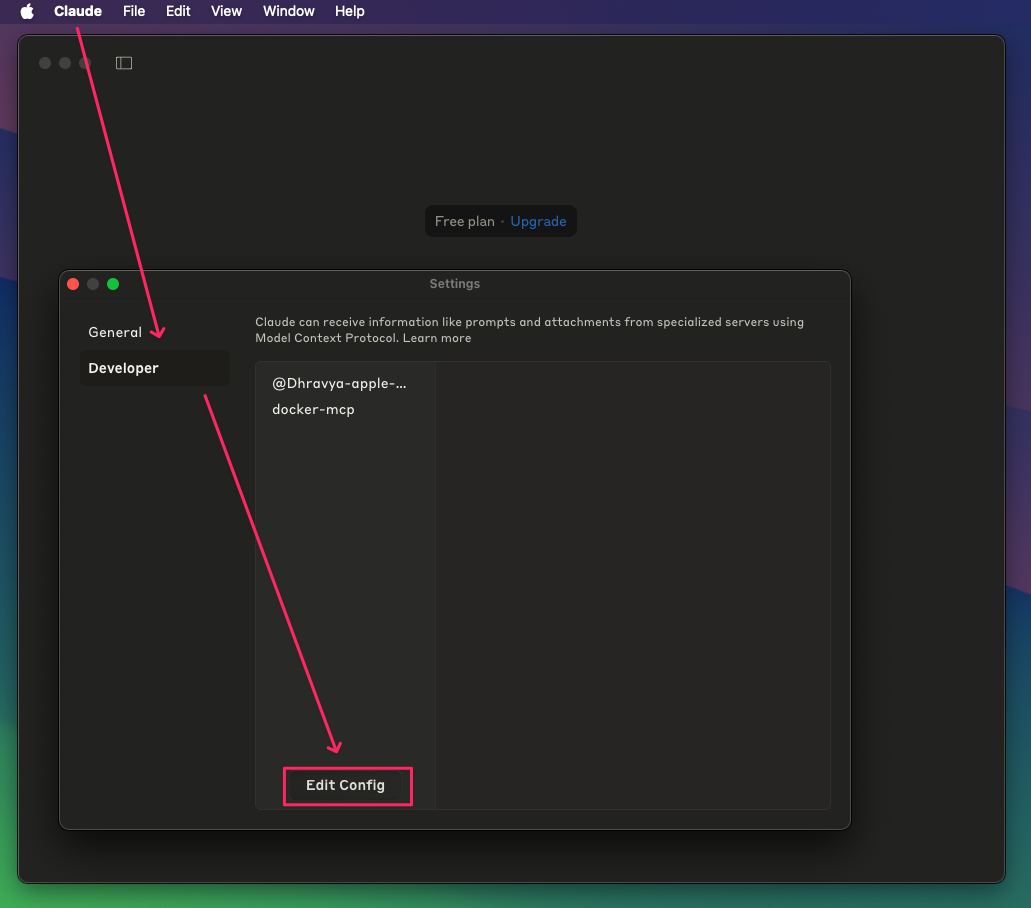 Claude File Edit View Window Help
Free plan · Upgrade
Settings
General
Developer
Claude can receive information like prompts and attachments from specialized servers using
Model Context Protocol. Learn more
@Dhravya-apple-...
docker-mcp
Edit Config